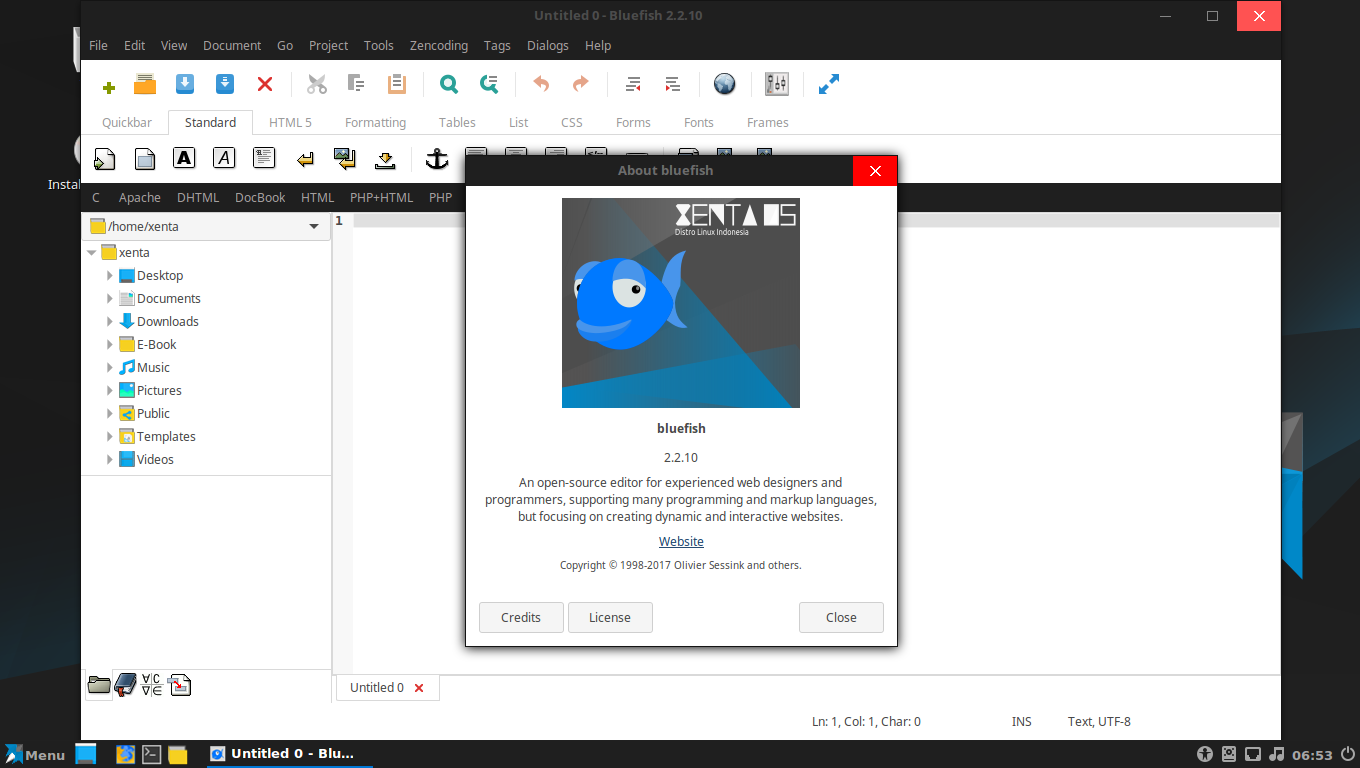 Untitled 0 - Bluefish 2.2.10
File Edit View Document Go Project Tools Zencoding Tags Dialogs Help
Quickbar Standard HTML 5 Formatting Tables List CSS Forms Fonts Frames
A A
Instal
About bluefish
C Apache DHTML DocBook HTML PHP+HTML PHP
/home/xenta
1
XENTA OS
Distro Linux Indonesia
xenta
Desktop
Documents
Downloads
E-Book
Music
Pictures
Public
Templates
Videos
bluefish
2.2.10
An open-source editor for experienced web designers and
programmers, supporting many programming and markup languages,
but focusing on creating dynamic and interactive websites.
Website
Copyright © 1998-2017 Olivier Sessink and others.
Credits License Close
∀C
∇∈
Untitled 0
Ln: 1, Col: 1, Char: 0 INS Text, UTF-8
Menu Untitled 0 - Blu... 06:53